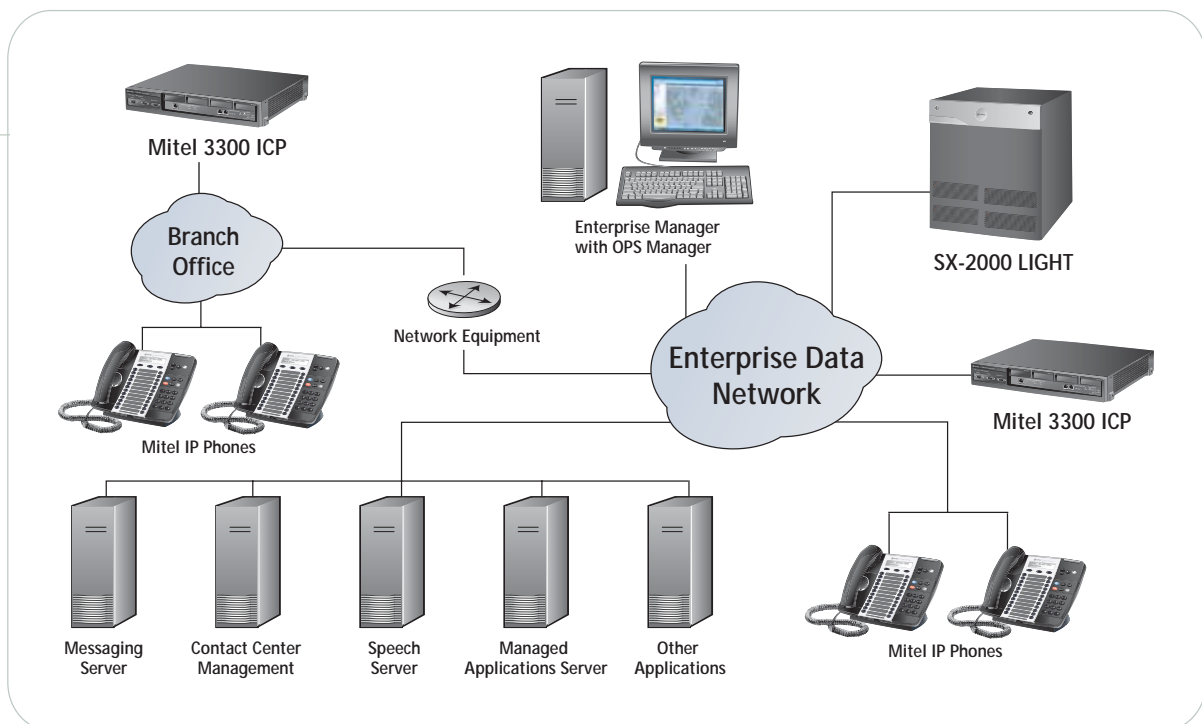 Mitel 3300 ICP
Branch
Office
Enterprise Manager
with OPS Manager
SX-2000 LIGHT
Network Equipment
Enterprise Data
Network
Mitel 3300 ICP
Mitel IP Phones
Messaging
Server
Contact Center
Management
Speech
Server
Managed
Applications Server
Other
Applications
Mitel IP Phones